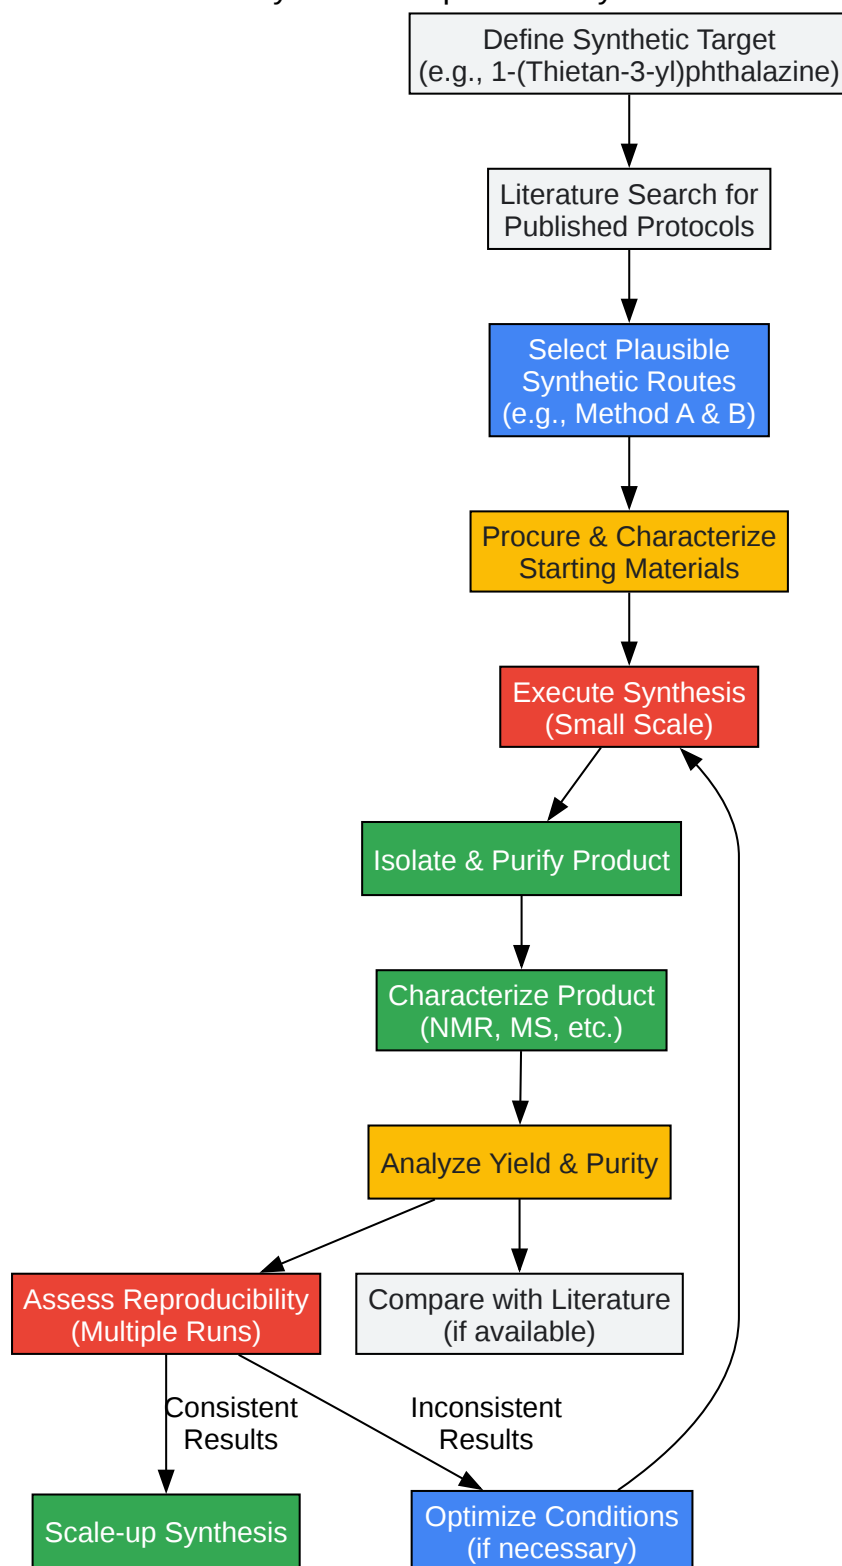 Define Synthetic Target
(e.g., 1-(Thietan-3-yl)phthalazine)
Literature Search for
Published Protocols
Select Plausible
Synthetic Routes
(e.g., Method A & B)
Procure & Characterize
Starting Materials
Execute Synthesis
(Small Scale)
Isolate & Purify Product
Characterize Product
(NMR, MS, etc.)
Analyze Yield & Purity
Assess Reproducibility
(Multiple Runs)
Compare with Literature
(if available)
Consistent
Results
Inconsistent
Results
Scale-up Synthesis
Optimize Conditions
(if necessary)